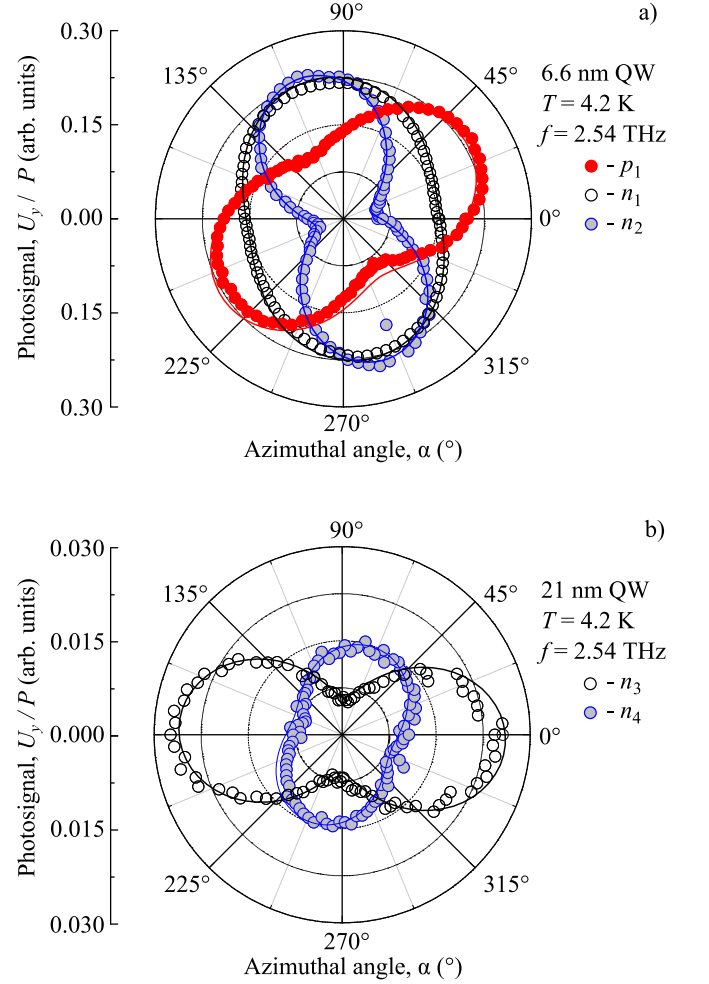 a)
90°
0.30
135°
45°
6.6 nm QW
T = 4.2 K
f = 2.54 THz
- p₁
- n₁
- n₂
0.15
0.00
0°
0.15
225°
315°
0.30
270°
Photosignal, U_y / P (arb. units)
Azimuthal angle, α (°)
b)
90°
0.030
135°
45°
21 nm QW
T = 4.2 K
f = 2.54 THz
- n₃
- n₄
0.015
0.000
0°
0.015
225°
315°
0.030
270°
Photosignal, U_y / P (arb. units)
Azimuthal angle, α (°)